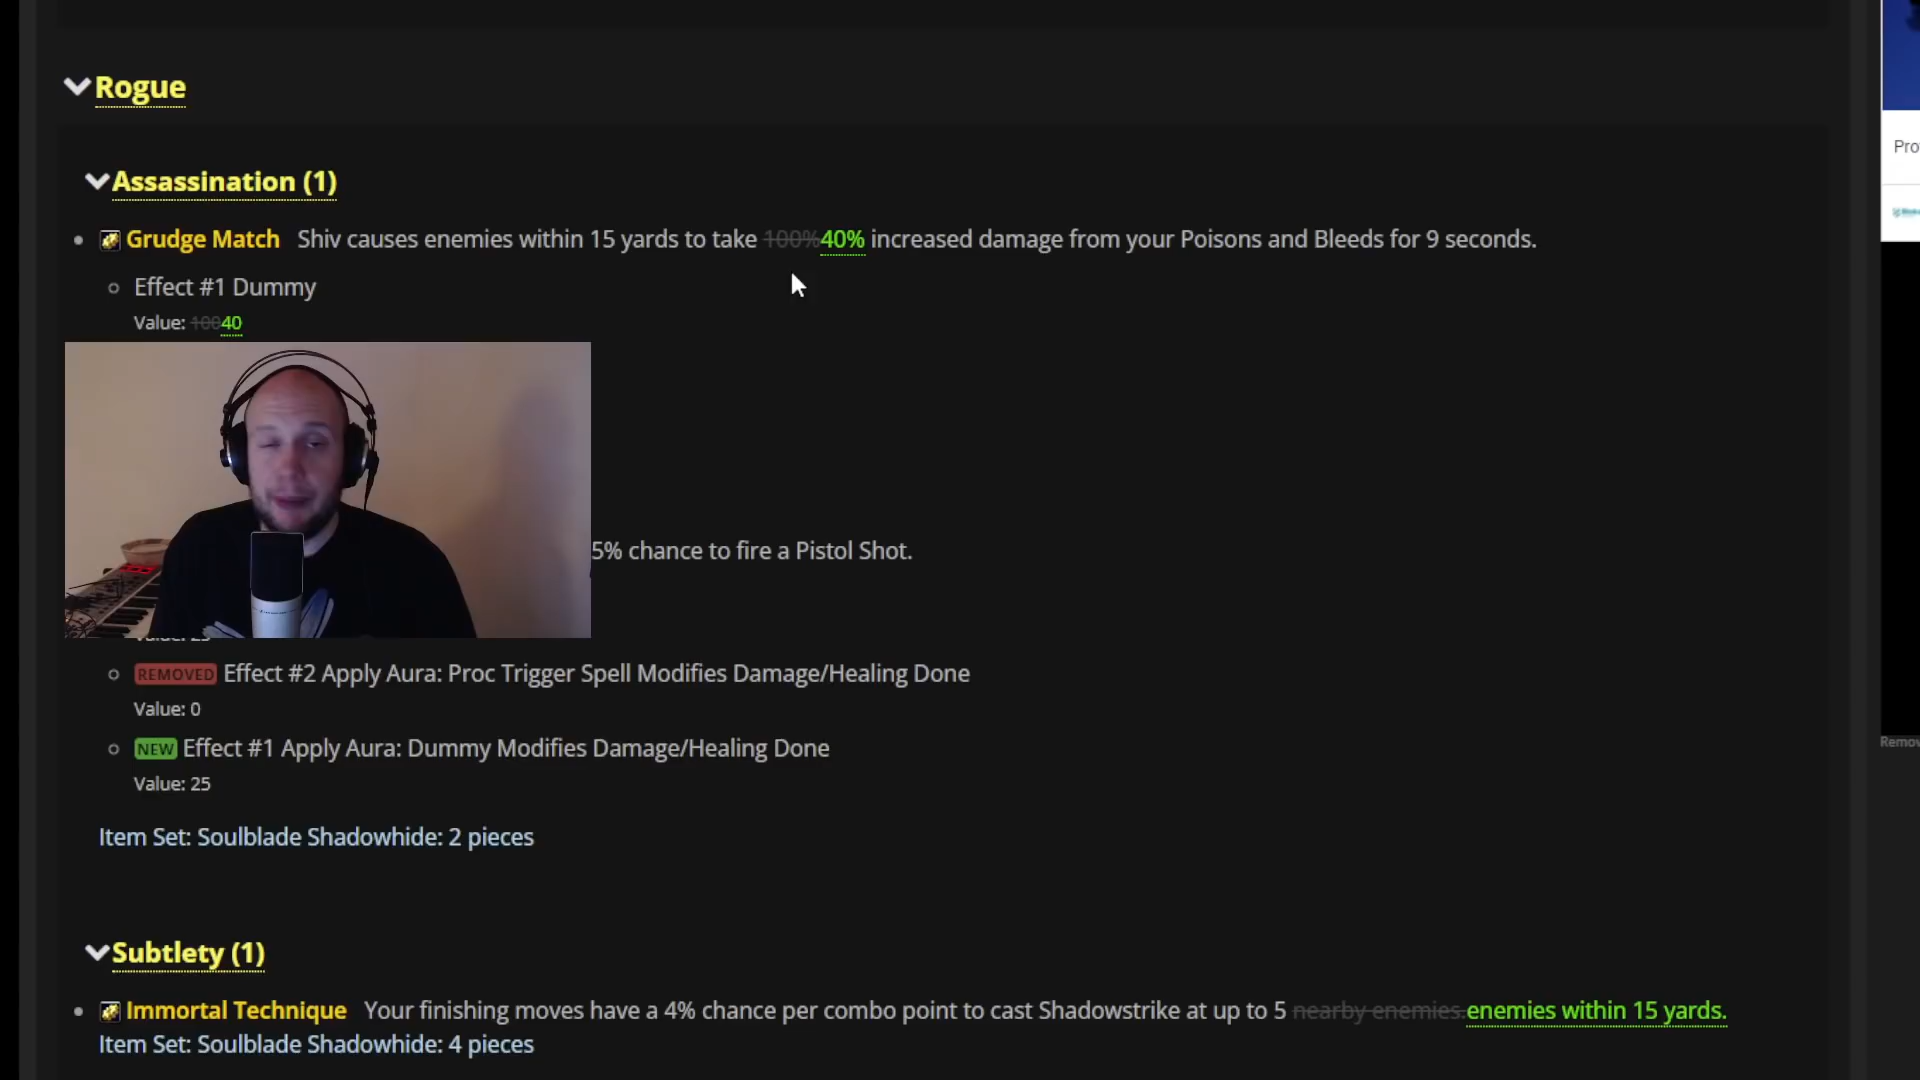 Rogue
Assassination (1)
Grudge Match Shiv causes enemies within 15 yards to take 100%40% increased damage from your Poisons and Bleeds for 9 seconds.
Effect #1 Dummy
Value: 10040
5% chance to fire a Pistol Shot.
REMOVED Effect #2 Apply Aura: Proc Trigger Spell Modifies Damage/Healing Done
Value: 0
NEW Effect #1 Apply Aura: Dummy Modifies Damage/Healing Done
Value: 25
Item Set: Soulblade Shadowhide: 2 pieces
Subtlety (1)
Immortal Technique Your finishing moves have a 4% chance per combo point to cast Shadowstrike at up to 5 nearby enemies.enemies within 15 yards.
Item Set: Soulblade Shadowhide: 4 pieces
Pro
Remov